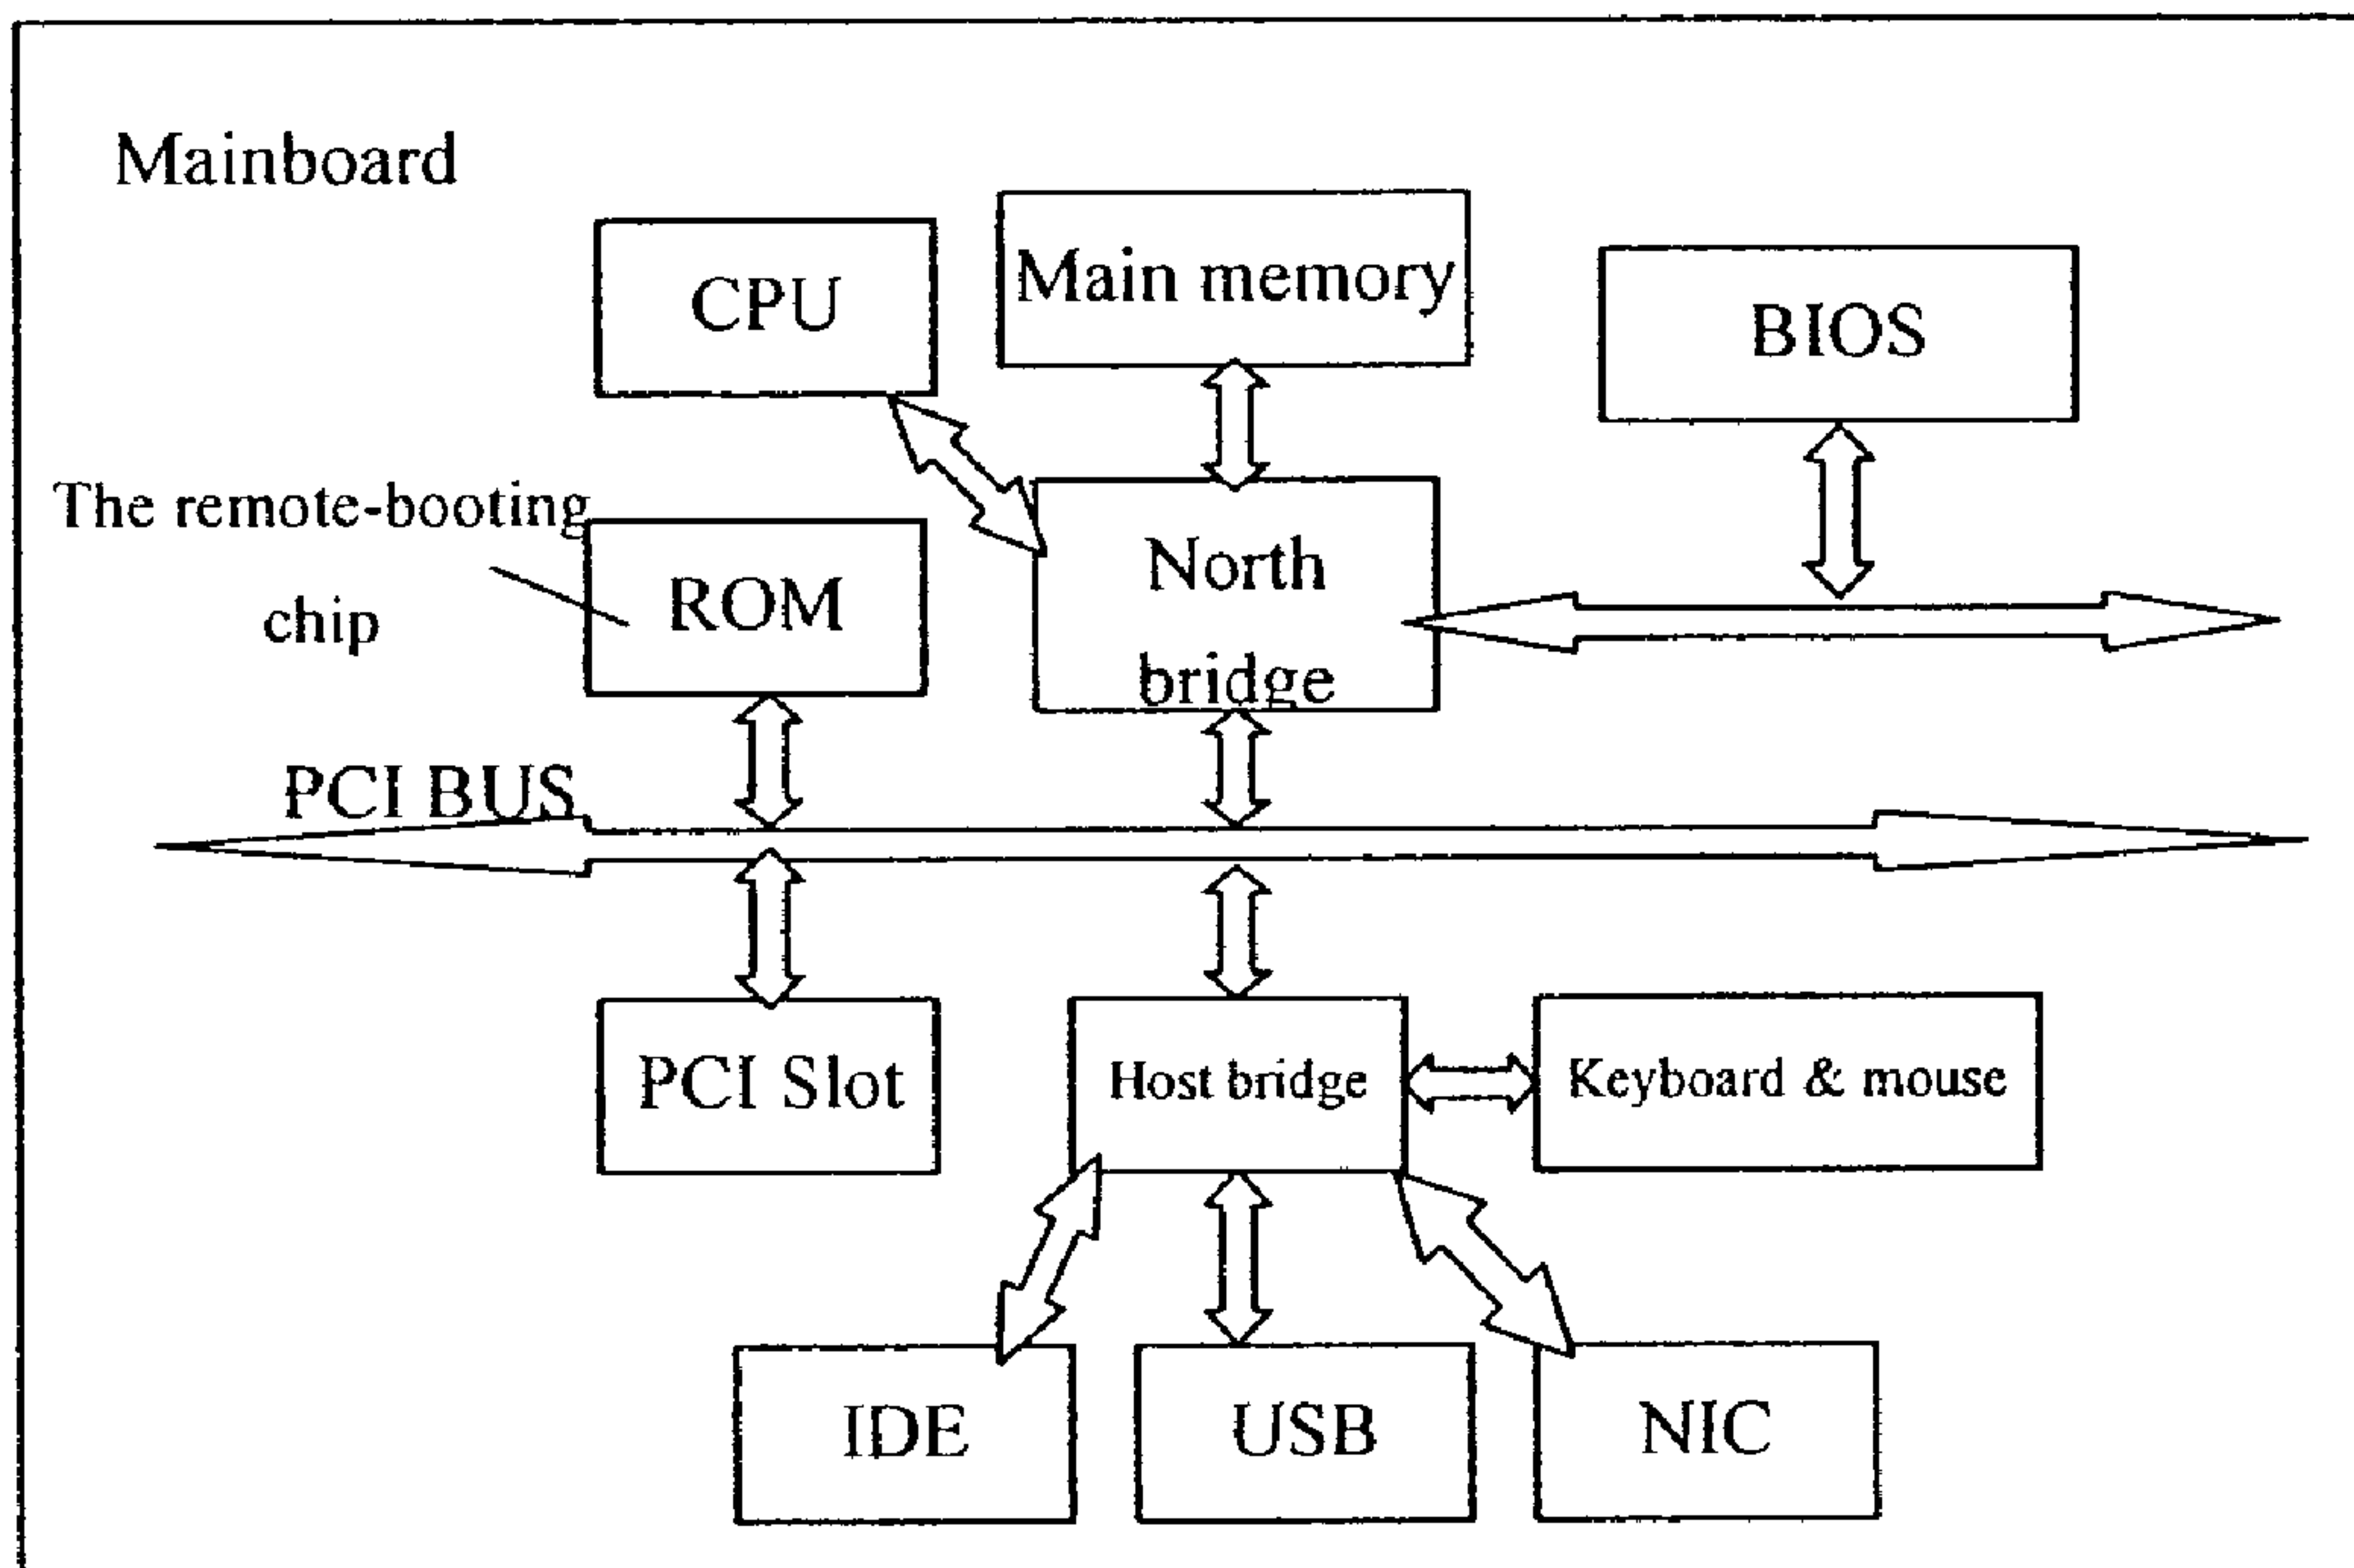 Mainboard
CPU
Main memory
BIOS
The remote-booting
chip
ROM
North
bridge
PCI BUS
PCI Slot
Host bridge
Keyboard & mouse
IDE
USB
NIC